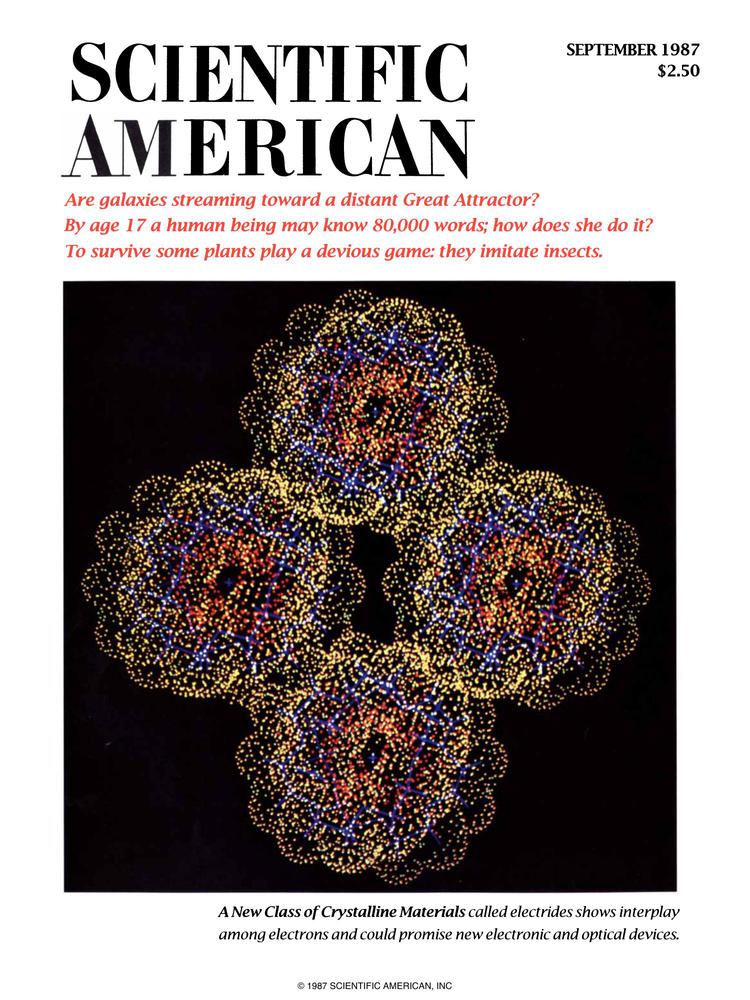 SCIENTIFIC
AMERICAN
SEPTEMBER 1987
$2.50
Are galaxies streaming toward a distant Great Attractor?
By age 17 a human being may know 80,000 words; how does she do it?
To survive some plants play a devious game: they imitate insects.
A New Class of Crystalline Materials called electrides shows interplay
among electrons and could promise new electronic and optical devices.
© 1987 SCIENTIFIC AMERICAN, INC